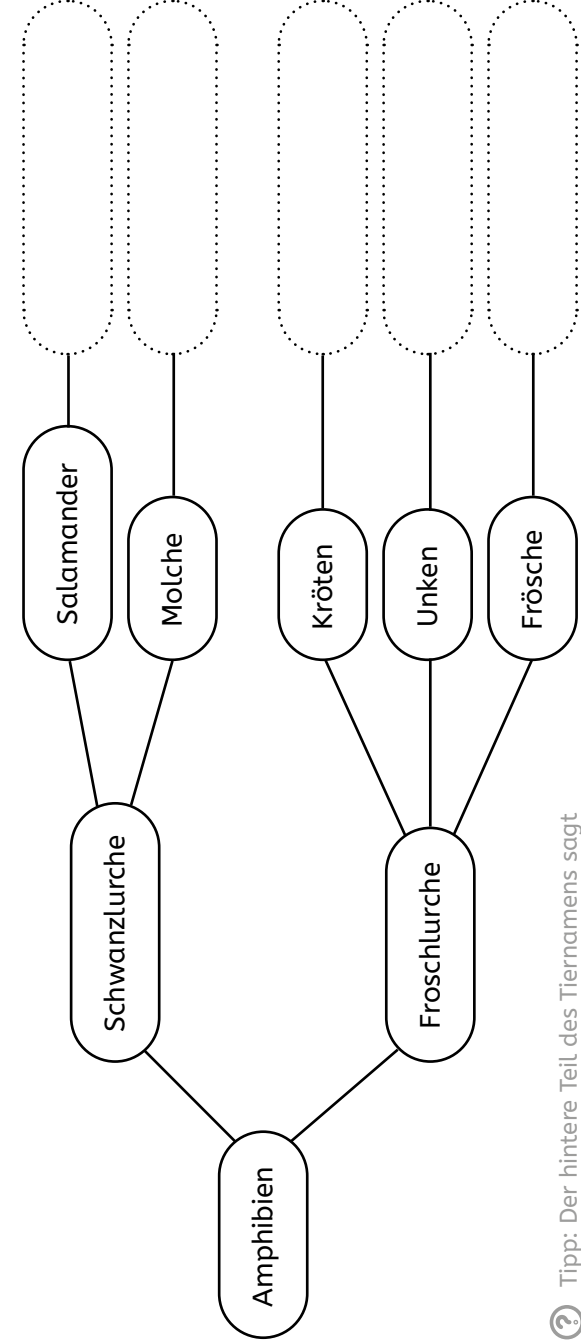 Amphibien
Schwanzlurche
Froschlurche
Salamander
Molche
Kröten
Unken
Frösche
? Tipp: Der hintere Teil des Tiernamens sagt